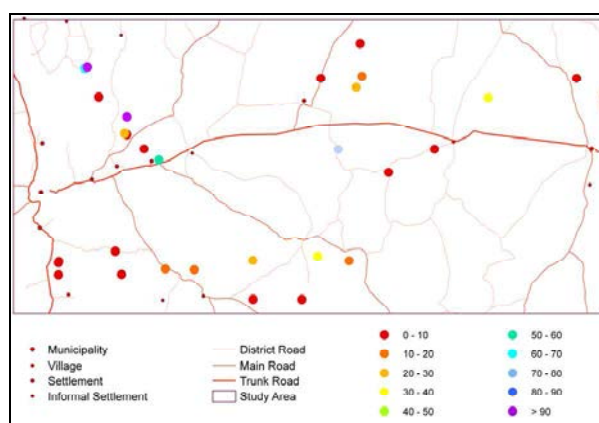 Municipality
Village
Settlement
Informal Settlement
District Road
Main Road
Trunk Road
Study Area
0 - 10
10 - 20
20 - 30
30 - 40
40 - 50
50 - 60
60 - 70
70 - 80
80 - 90
> 90